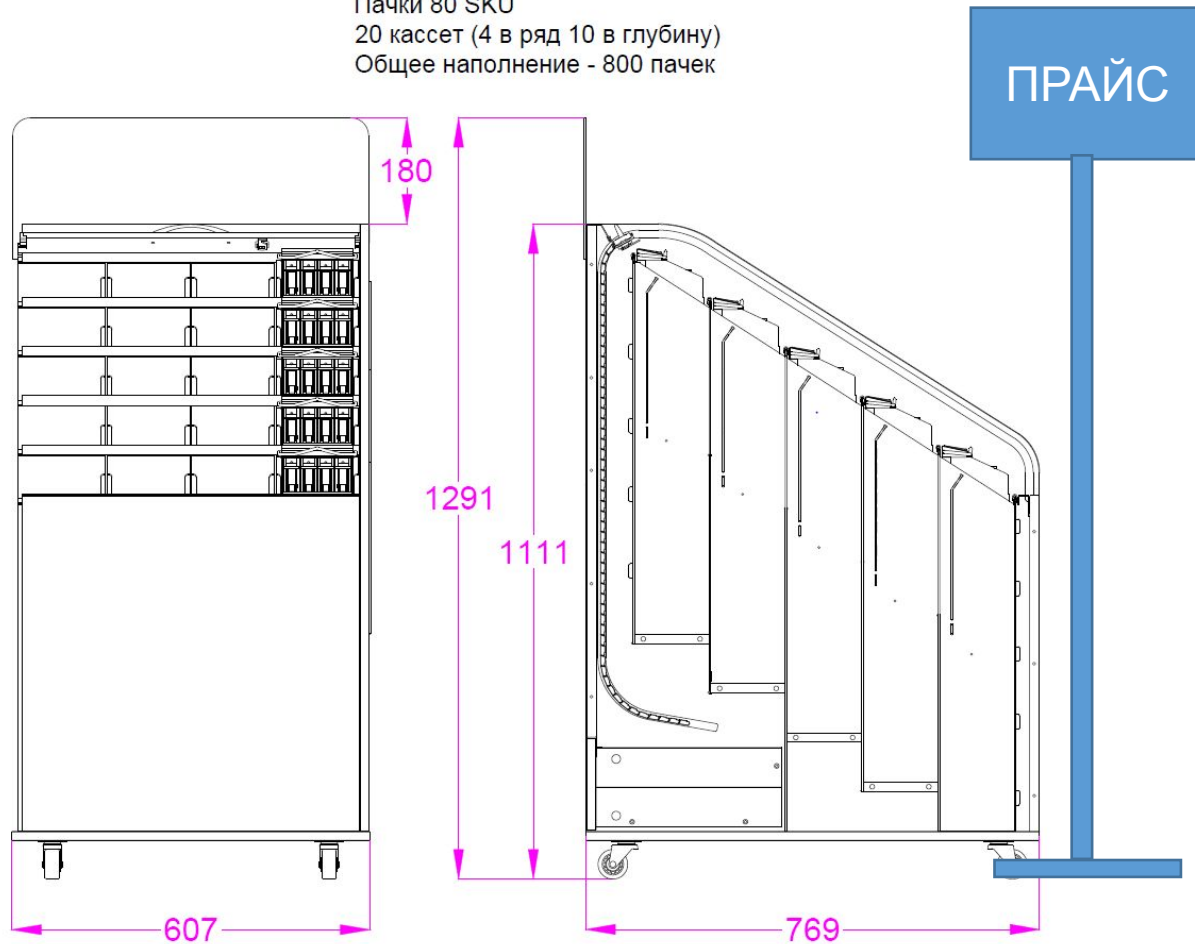 Пачки 80 SKU
20 кассет (4 в ряд 10 в глубину)
Общее наполнение - 800 пачек
ПРАЙС
180
1291
1111
607
769